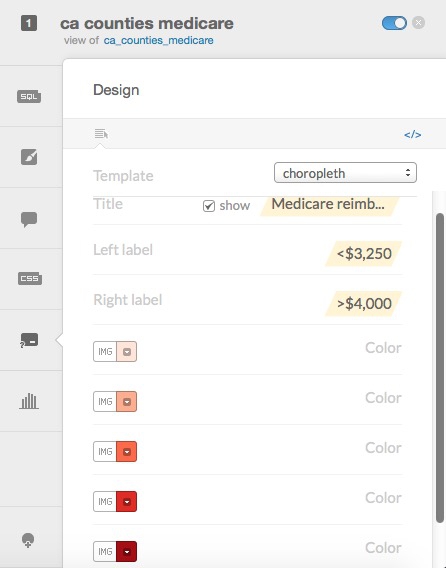 1 ca counties medicare
view of ca_counties_medicare
SQL
CSS
Design
</>
Template choropleth
Title show Medicare reimb...
Left label <$3,250
Right label >$4,000
IMG Color
IMG Color
IMG Color
IMG Color
IMG Color